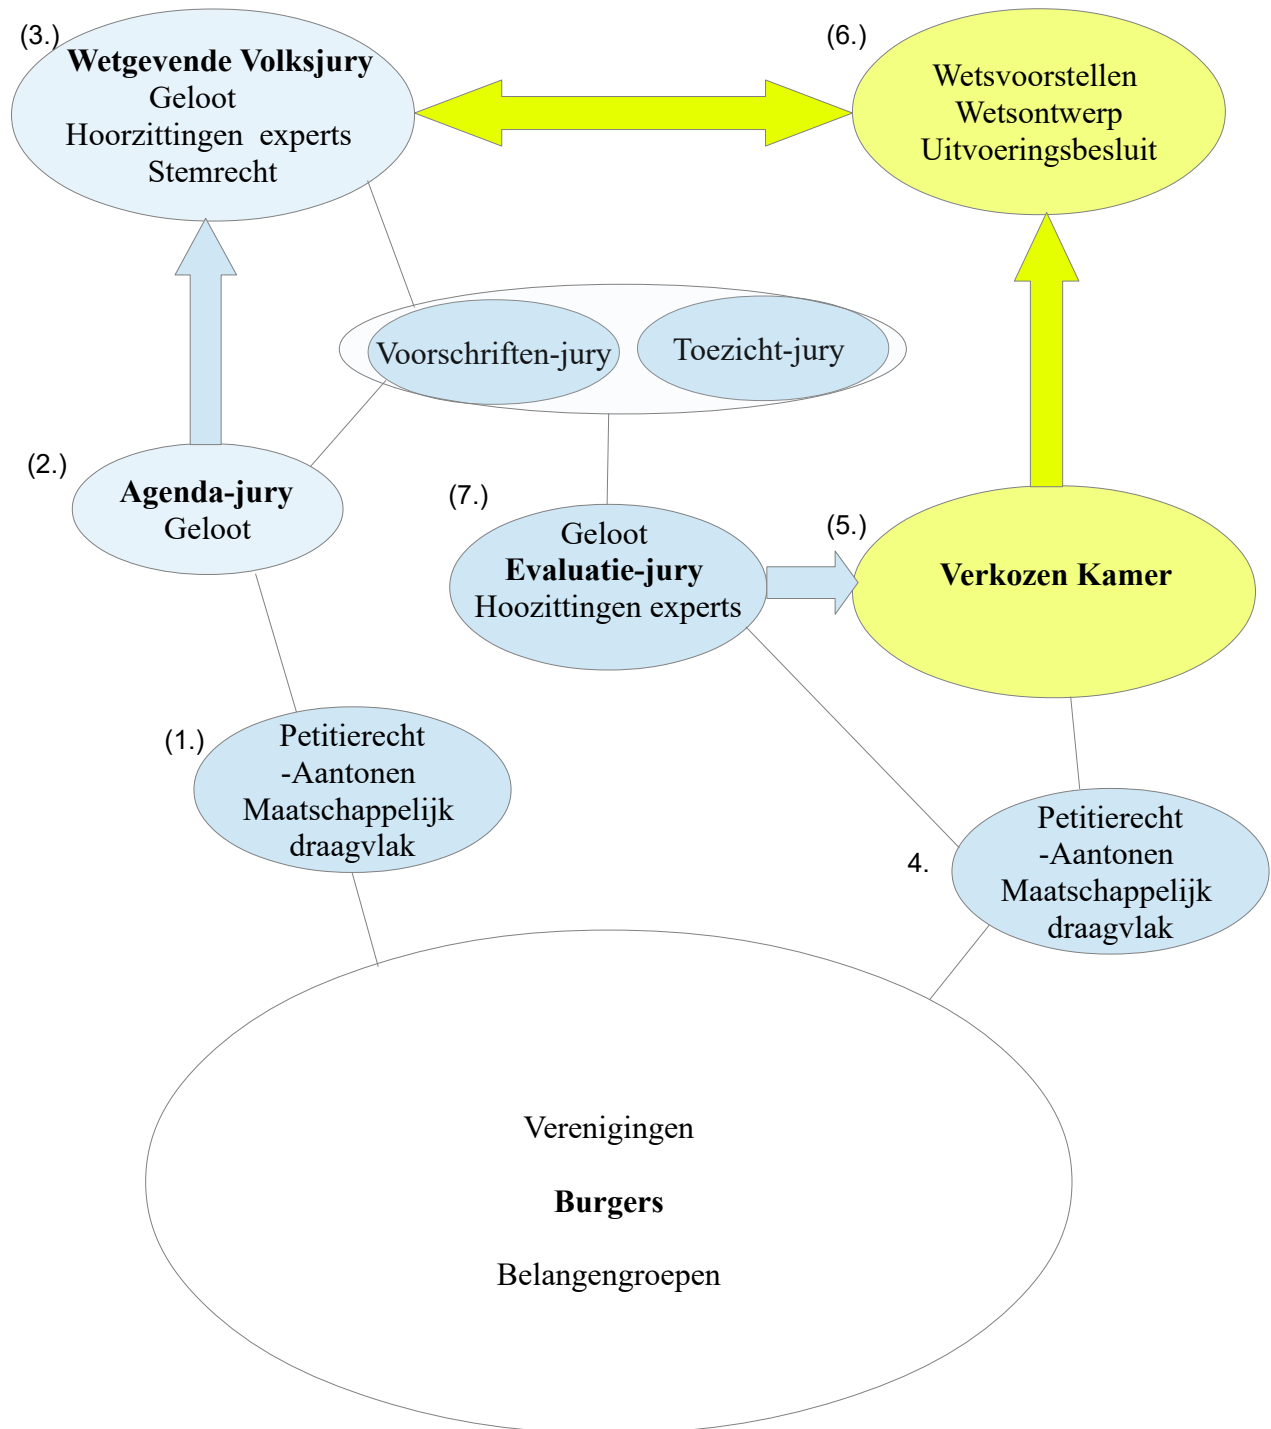 (3.)
Wetgevende Volksjury
Geloot
Hoorzittingen experts
Stemrecht
(6.)
Wetsvoorstellen
Wetsontwerp
Uitvoeringsbesluit
Voorschriften-jury
Toezicht-jury
(2.)
Agenda-jury
Geloot
(7.)
Geloot
Evaluatie-jury
Hoozittingen experts
(5.)
Verkozen Kamer
(1.)
Petitierecht
-Aantonen
Maatschappelijk
draagvlak
4.
Petitierecht
-Aantonen
Maatschappelijk
draagvlak
Verenigingen
Burgers
Belangengroepen